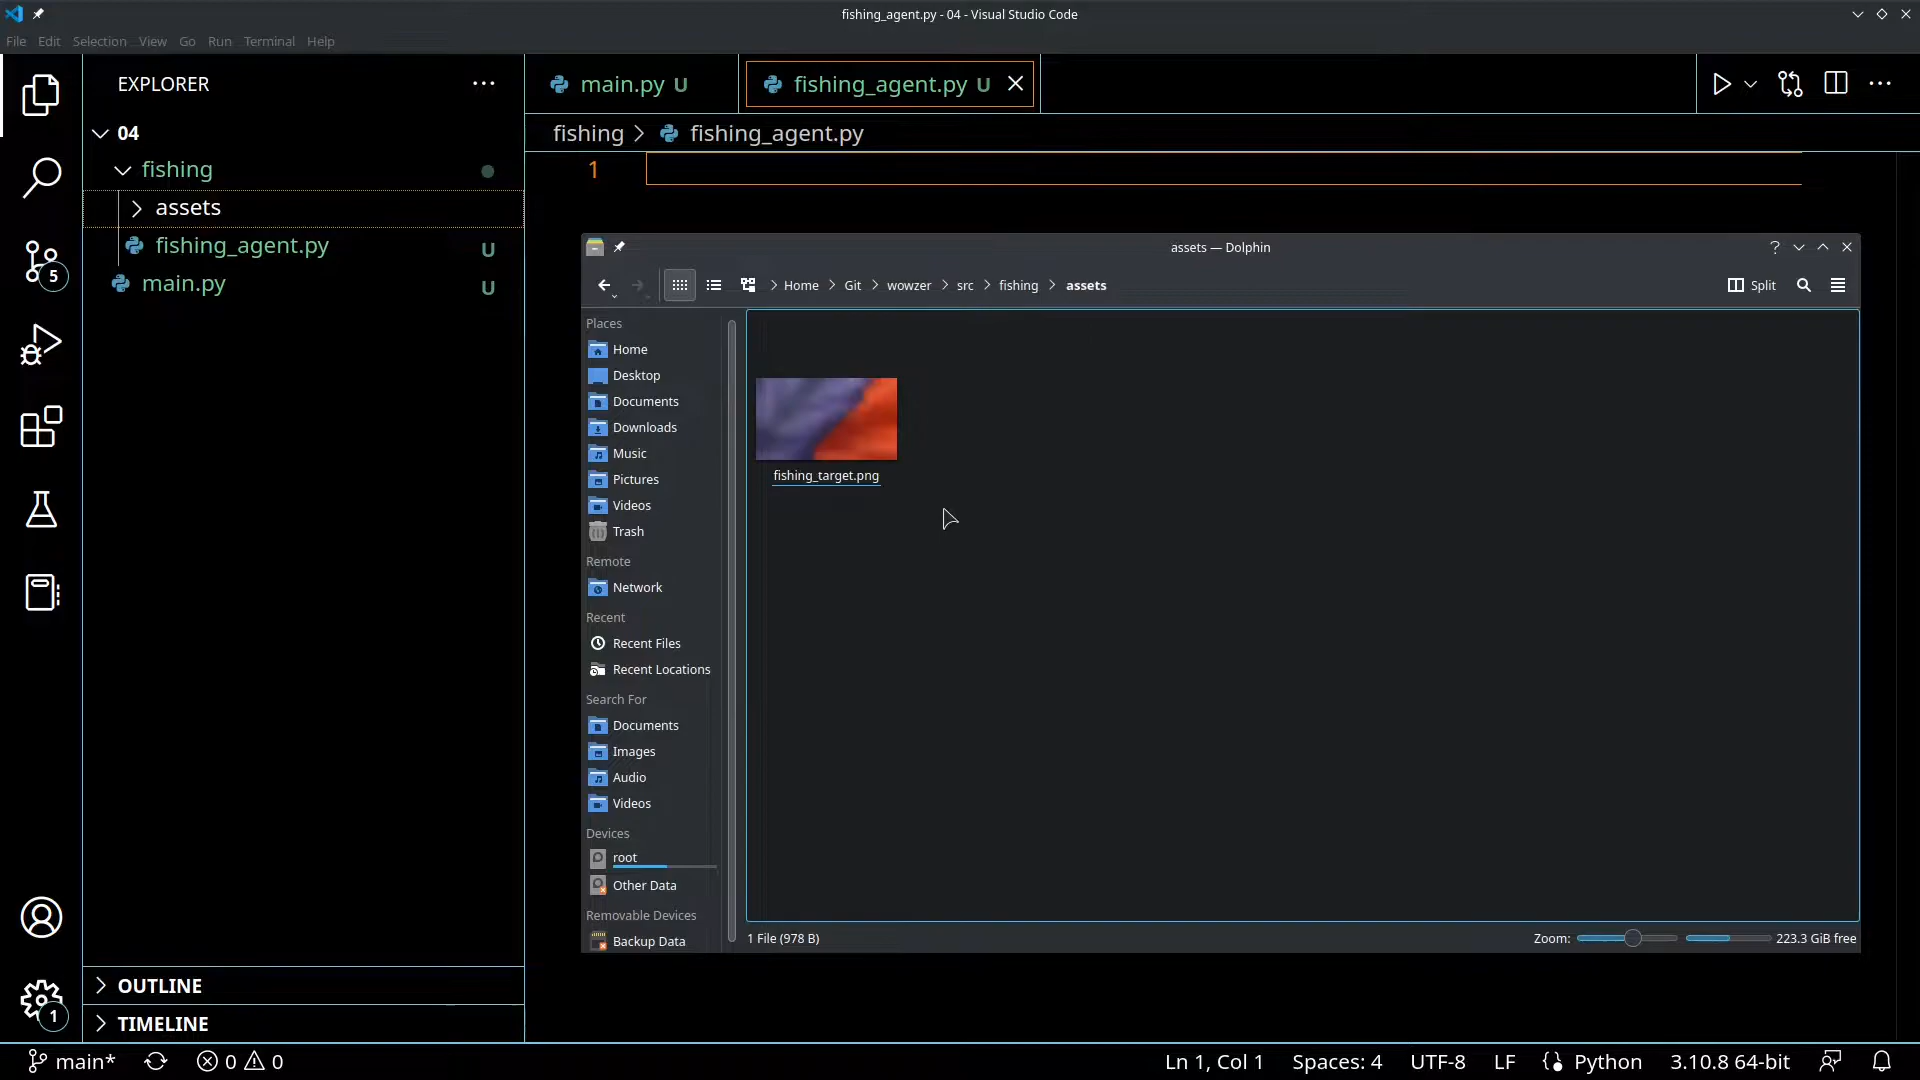 fishing_agent.py - 04 - Visual Studio Code
File Edit Selection View Go Run Terminal Help
EXPLORER
04
fishing
assets
fishing_agent.py U
main.py U
5
1
OUTLINE
TIMELINE
main.py U
fishing_agent.py U
fishing > fishing_agent.py
1
assets — Dolphin
Home > Git > wowzer > src > fishing > assets
Split
Places
Home
Desktop
Documents
Downloads
Music
Pictures
Videos
Trash
Remote
Network
Recent
Recent Files
Recent Locations
Search For
Documents
Images
Audio
Videos
Devices
root
Other Data
Removable Devices
Backup Data
fishing_target.png
1 File (978 B)
Zoom:
223.3 GiB free
main* 0 0 Ln 1, Col 1 Spaces: 4 UTF-8 LF Python 3.10.8 64-bit